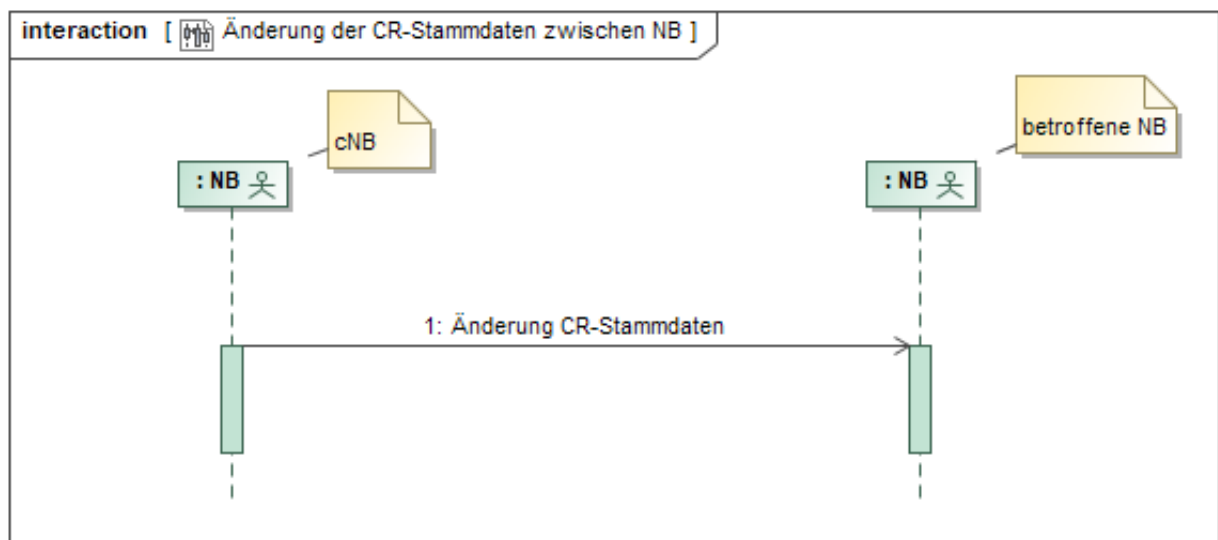 interaction [ Änderung der CR-Stammdaten zwischen NB ]
cNB
betroffene NB
: NB
: NB
1: Änderung CR-Stammdaten